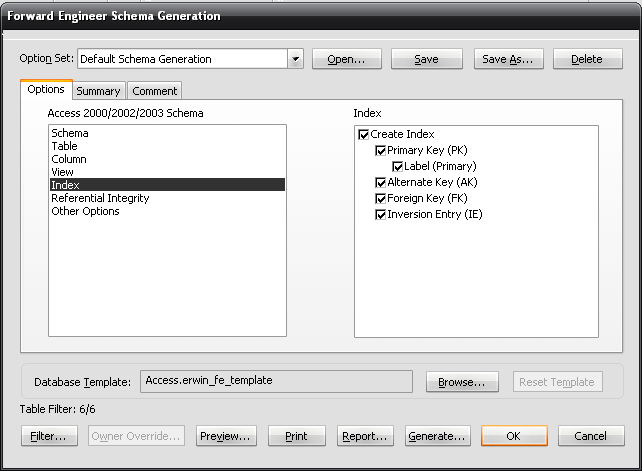 Forward Engineer Schema Generation
Option Set: Default Schema Generation Open... Save Save As... Delete
Options Summary Comment
Access 2000/2002/2003 Schema Index
Schema
Table
Column
View
Index
Referential Integrity
Other Options
Create Index
Primary Key (PK)
Label (Primary)
Alternate Key (AK)
Foreign Key (FK)
Inversion Entry (IE)
Database Template: Access.erwin_fe_template Browse... Reset Template
Table Filter: 6/6
Filter... Owner Override... Preview... Print Report... Generate... OK Cancel